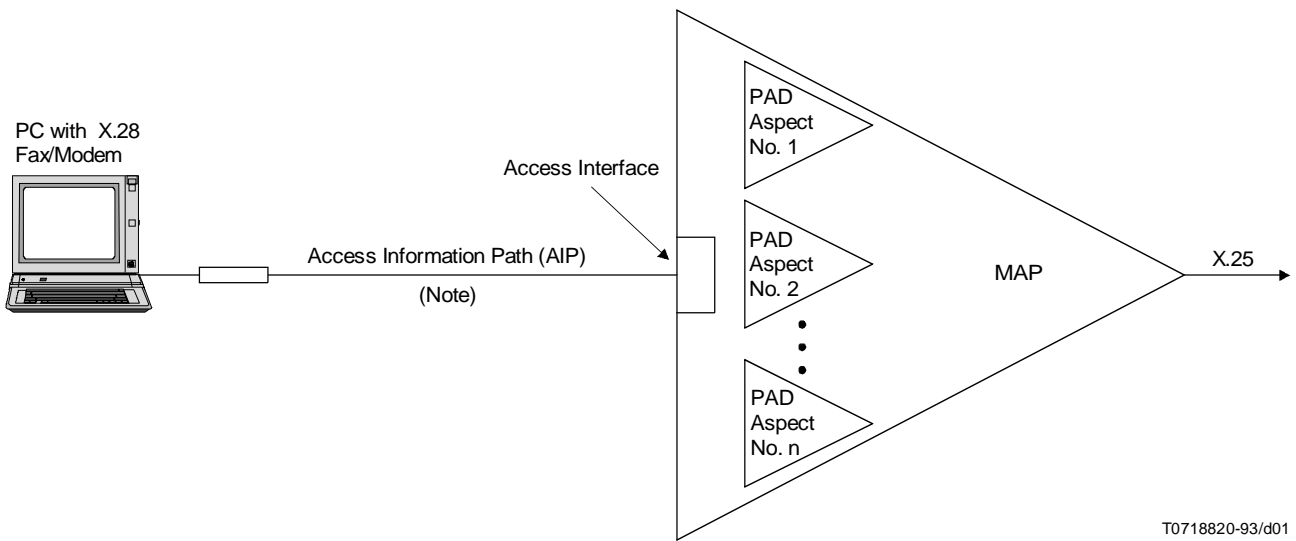 PC with X.28
Fax/Modem
Access Information Path (AIP)
(Note)
Access Interface
PAD
Aspect
No. 1
PAD
Aspect
No. 2
PAD
Aspect
No. n
MAP
X.25
T0718820-93/d01